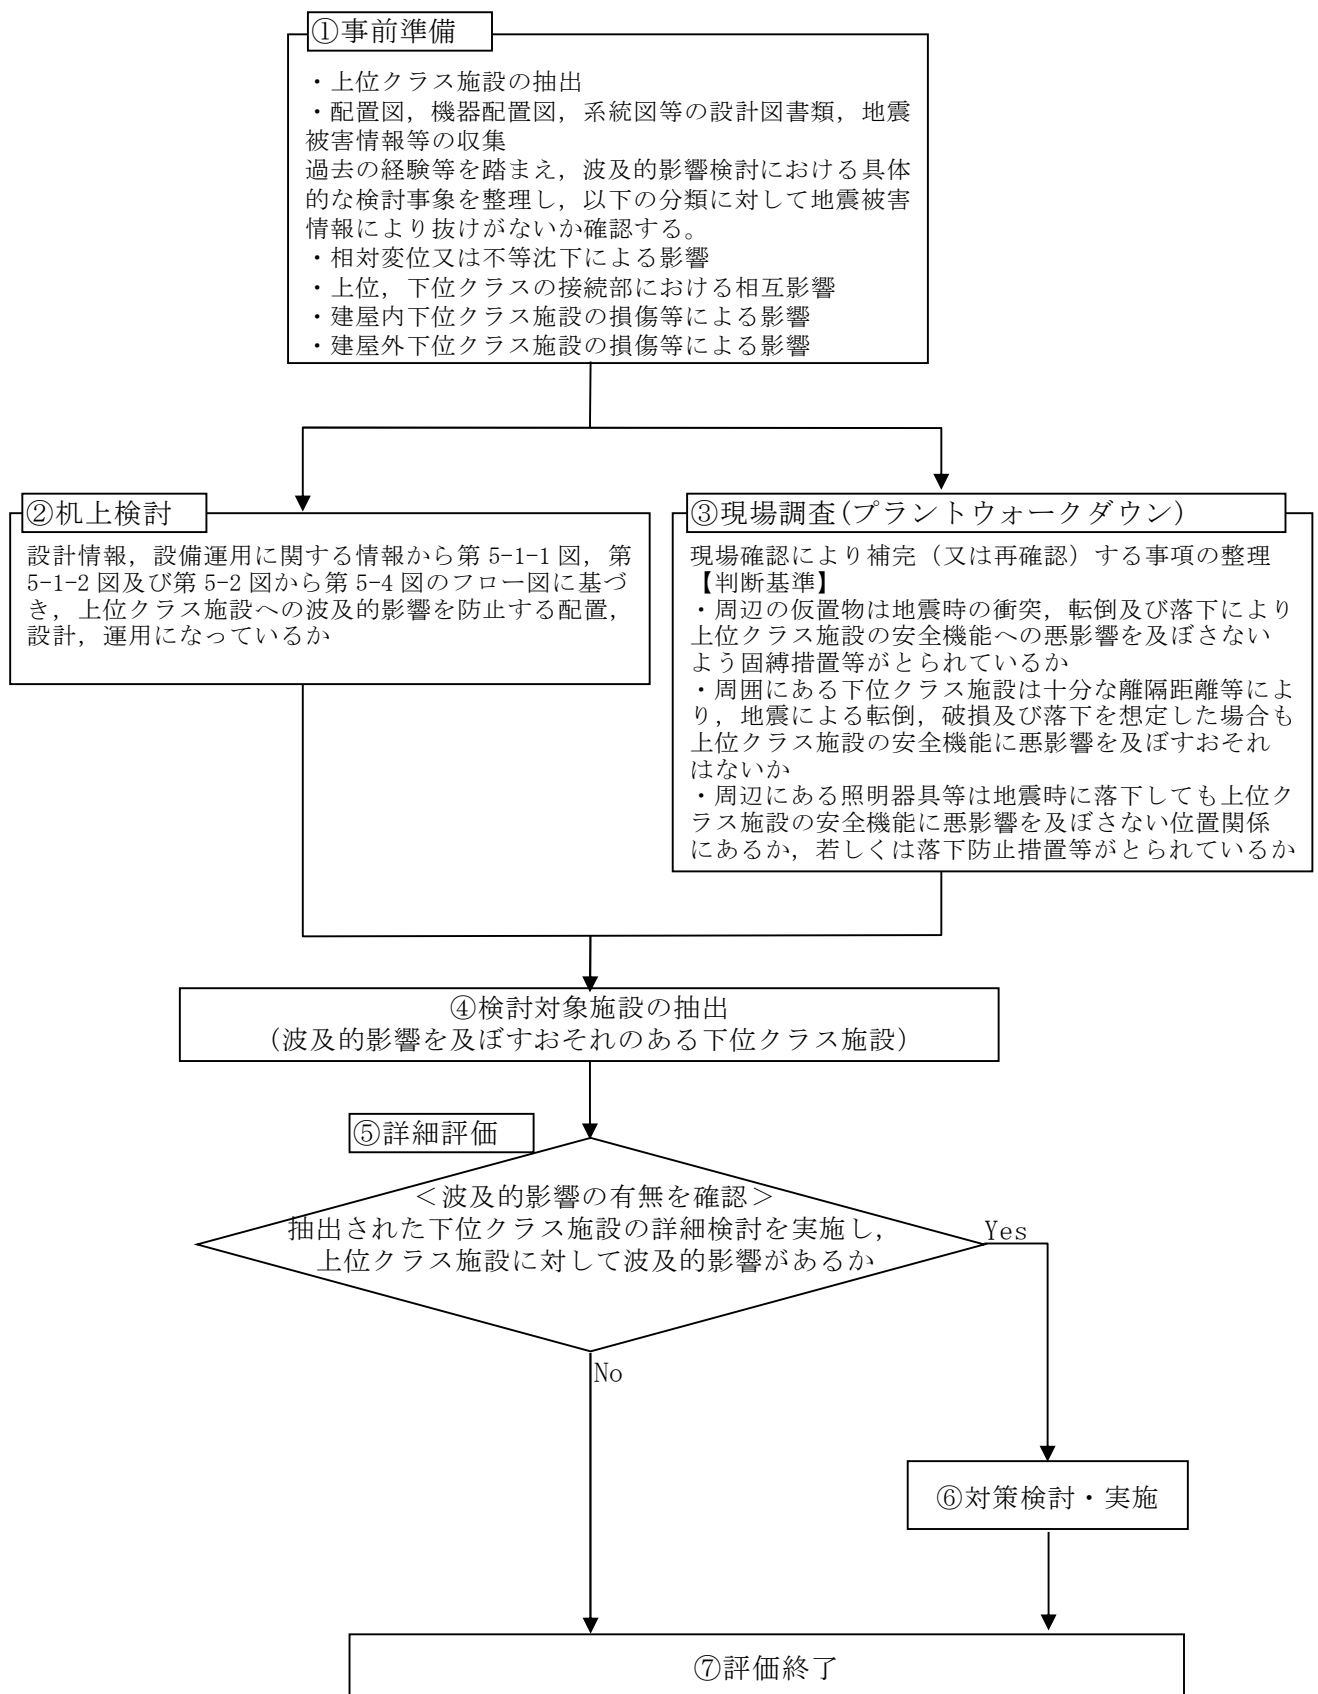 ①事前準備
・上位クラス施設の抽出
・配置図，機器配置図，系統図等の設計図書類，地震
被害情報等の収集
過去の経験等を踏まえ，波及的影響検討における具体
的な検討事象を整理し，以下の分類に対して地震被害
情報により抜けがないか確認する。
・相対変位又は不等沈下による影響
・上位，下位クラスの接続部における相互影響
・建屋内下位クラス施設の損傷等による影響
・建屋外下位クラス施設の損傷等による影響
②机上検討
設計情報，設備運用に関する情報から第 5-1-1 図，第
5-1-2 図及び第 5-2 図から第 5-4 図のフロー図に基づ
き，上位クラス施設への波及的影響を防止する配置，
設計，運用になっているか
③現場調査(プラントウォークダウン)
現場確認により補完（又は再確認）する事項の整理
【判断基準】
・周辺の仮置物は地震時の衝突，転倒及び落下により
上位クラス施設の安全機能への悪影響を及ぼさない
よう固縛措置等がとられているか
・周囲にある下位クラス施設は十分な離隔距離等によ
り，地震による転倒，破損及び落下を想定した場合も
上位クラス施設の安全機能に悪影響を及ぼすおそれ
はないか
・周辺にある照明器具等は地震時に落下しても上位ク
ラス施設の安全機能に悪影響を及ぼさない位置関係
にあるか，若しくは落下防止措置等がとられているか
④検討対象施設の抽出
（波及的影響を及ぼすおそれのある下位クラス施設）
⑤詳細評価
＜波及的影響の有無を確認＞
抽出された下位クラス施設の詳細検討を実施し，
上位クラス施設に対して波及的影響があるか
Yes
No
⑥対策検討・実施
⑦評価終了